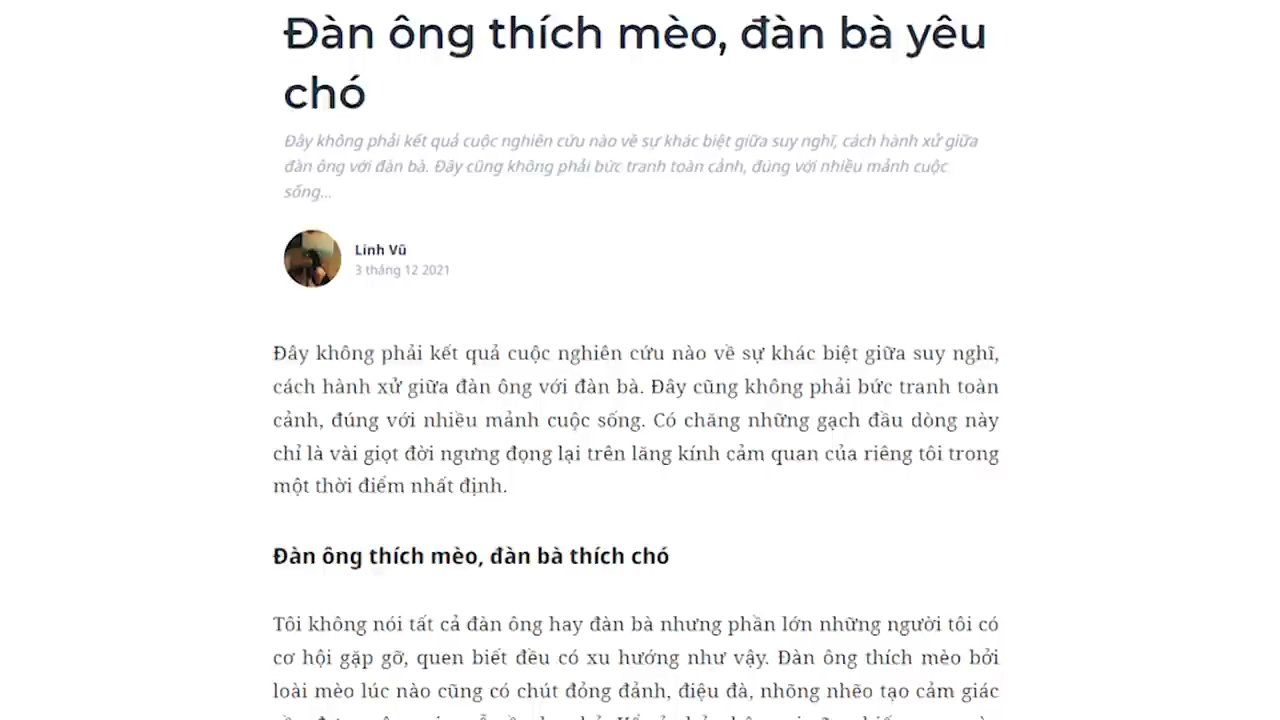 Đàn ông thích mèo, đàn bà yêu
chó
Đây không phải kết quả cuộc nghiên cứu nào về sự khác biệt giữa suy nghĩ, cách hành xử giữa
đàn ông với đàn bà. Đây cũng không phải bức tranh toàn cảnh, đúng với nhiều mảnh cuộc
sống...
Linh Vũ
3 tháng 12 2021
Đây không phải kết quả cuộc nghiên cứu nào về sự khác biệt giữa suy nghĩ,
cách hành xử giữa đàn ông với đàn bà. Đây cũng không phải bức tranh toàn
cảnh, đúng với nhiều mảnh cuộc sống. Có chăng những gạch đầu dòng này
chỉ là vài giọt đời ngưng đọng lại trên lăng kính cảm quan của riêng tôi trong
một thời điểm nhất định.
Đàn ông thích mèo, đàn bà thích chó
Tôi không nói tất cả đàn ông hay đàn bà nhưng phần lớn những người tôi có
cơ hội gặp gỡ, quen biết đều có xu hướng như vậy. Đàn ông thích mèo bởi
loài mèo lúc nào cũng có chút đỏng đảnh, điệu đà, nhõng nhẽo tạo cảm giác